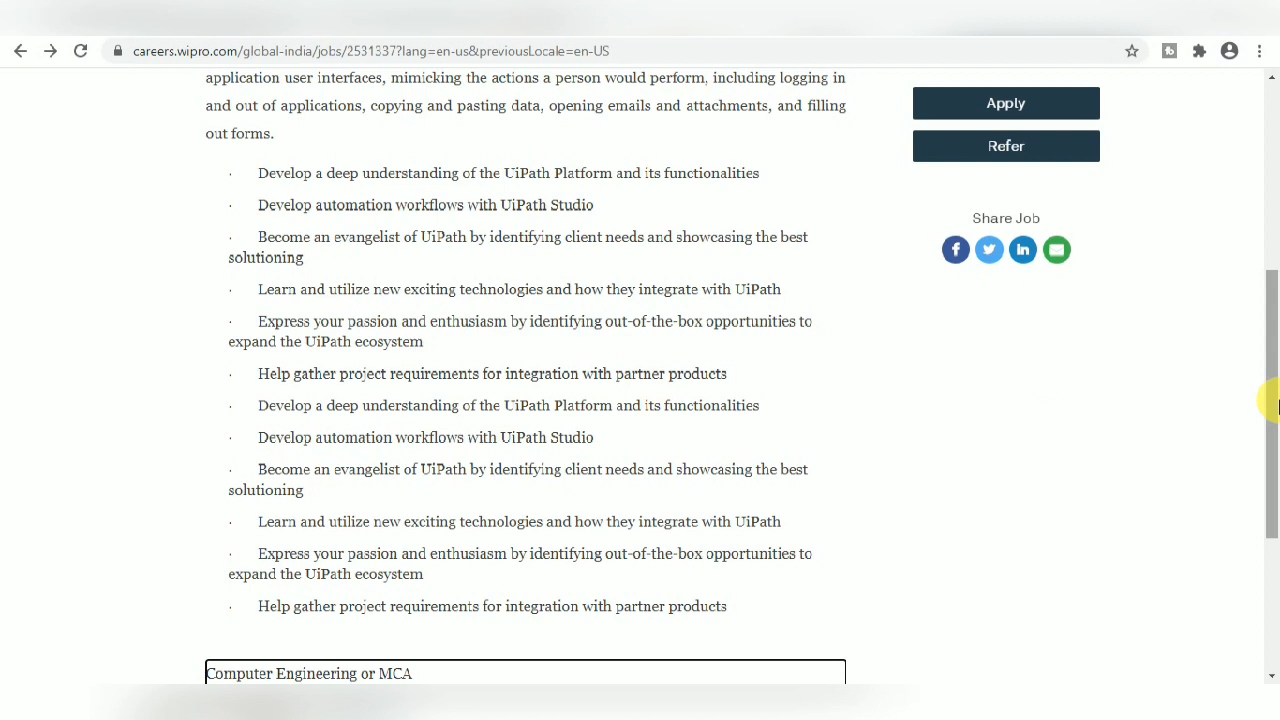 careers.wipro.com/global-india/jobs/2531337?lang=en-us&previousLocale=en-US
application user interfaces, mimicking the actions a person would perform, including logging in
and out of applications, copying and pasting data, opening emails and attachments, and filling
out forms.
· Develop a deep understanding of the UiPath Platform and its functionalities
· Develop automation workflows with UiPath Studio
· Become an evangelist of UiPath by identifying client needs and showcasing the best
solutioning
· Learn and utilize new exciting technologies and how they integrate with UiPath
· Express your passion and enthusiasm by identifying out-of-the-box opportunities to
expand the UiPath ecosystem
· Help gather project requirements for integration with partner products
· Develop a deep understanding of the UiPath Platform and its functionalities
· Develop automation workflows with UiPath Studio
· Become an evangelist of UiPath by identifying client needs and showcasing the best
solutioning
· Learn and utilize new exciting technologies and how they integrate with UiPath
· Express your passion and enthusiasm by identifying out-of-the-box opportunities to
expand the UiPath ecosystem
· Help gather project requirements for integration with partner products
Computer Engineering or MCA
Apply
Refer
Share Job